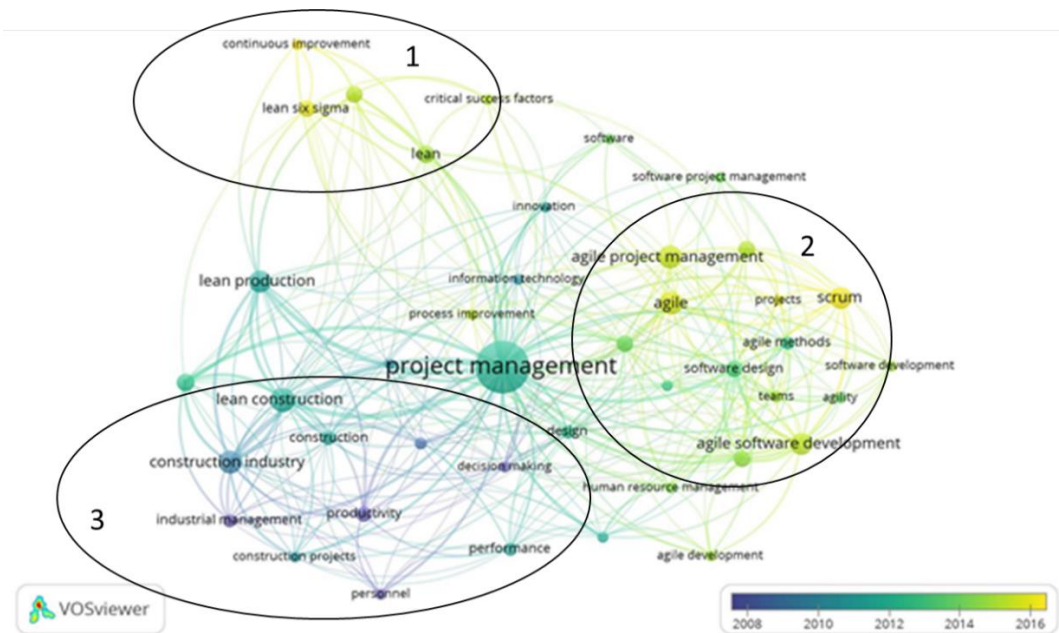 continuous improvement
1
lean six sigma
critical success factors
lean
software
software project management
innovation
2
agile project management
lean production
information technology
agile
projects
scrum
process improvement
agile methods
project management
software design
software development
lean construction
teams
agility
construction
design
agile software development
construction industry
decision making
human resource management
3
industrial management
productivity
construction projects
performance
agile development
personnel
VOSviewer
2008 2010 2012 2014 2016